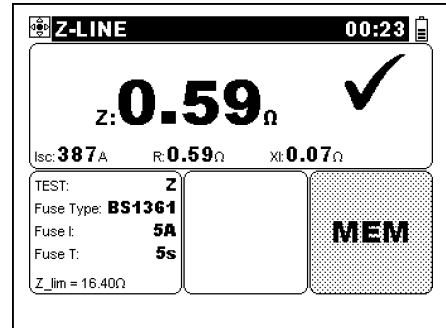 Z-LINE 00:23
Z: 0.59Ω
Isc: 387A R: 0.59Ω Xl: 0.07Ω
TEST: Z
Fuse Type: BS1361
Fuse I: 5A
Fuse T: 5s
Z_lim = 16.40Ω
MEM